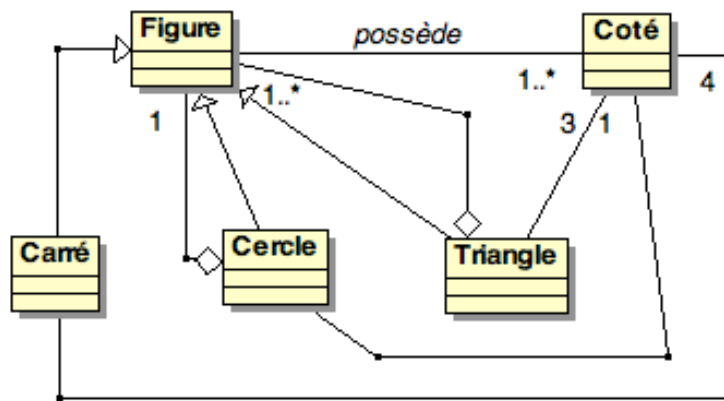 Figure
possède
Coté
1
1..*
1..*
3
1
4
Carré
Cercle
Triangle